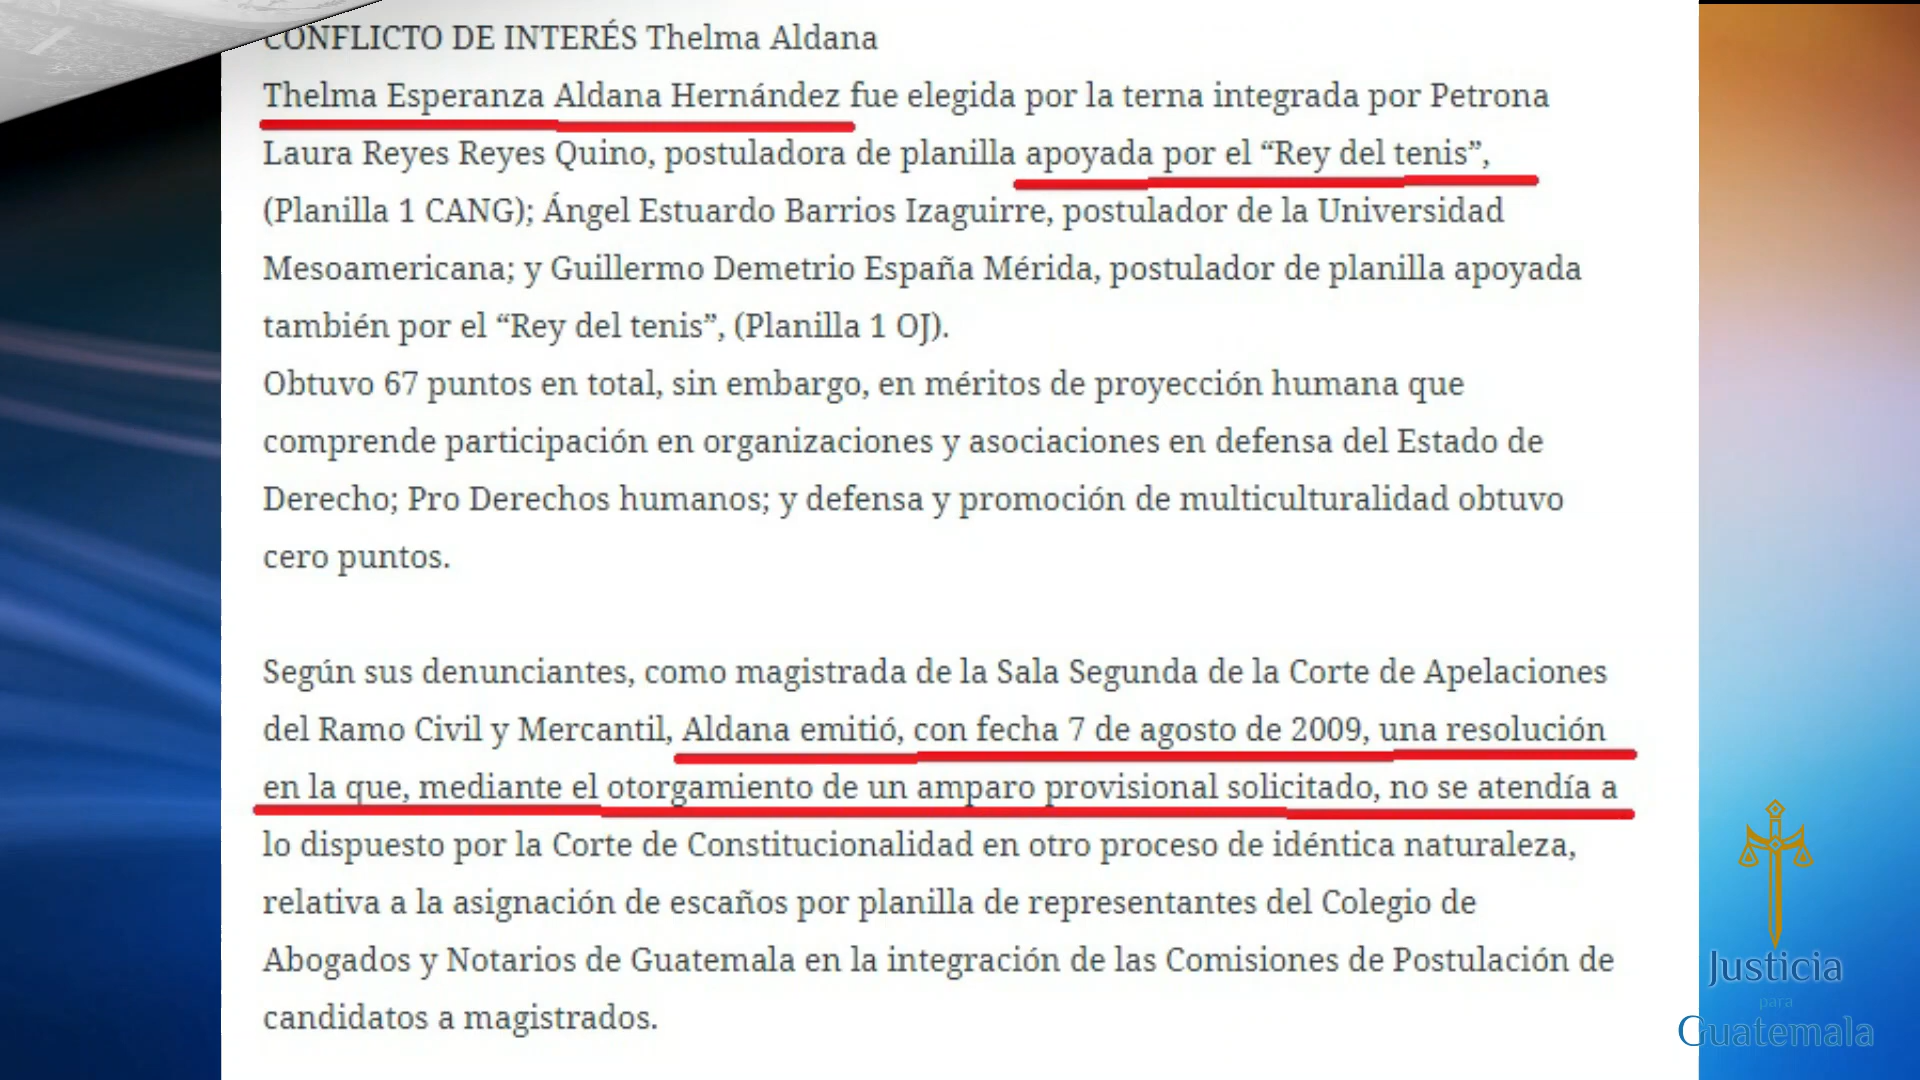 CONFLICTO DE INTERÉS Thelma Aldana
Thelma Esperanza Aldana Hernández fue elegida por la terna integrada por Petrona
Laura Reyes Reyes Quino, postuladora de planilla apoyada por el “Rey del tenis”,
(Planilla 1 CANG); Ángel Estuardo Barrios Izaguirre, postulador de la Universidad
Mesoamericana; y Guillermo Demetrio España Mérida, postulador de planilla apoyada
también por el “Rey del tenis”, (Planilla 1 OJ).
Obtuvo 67 puntos en total, sin embargo, en méritos de proyección humana que
comprende participación en organizaciones y asociaciones en defensa del Estado de
Derecho; Pro Derechos humanos; y defensa y promoción de multiculturalidad obtuvo
cero puntos.
Según sus denunciantes, como magistrada de la Sala Segunda de la Corte de Apelaciones
del Ramo Civil y Mercantil, Aldana emitió, con fecha 7 de agosto de 2009, una resolución
en la que, mediante el otorgamiento de un amparo provisional solicitado, no se atendía a
lo dispuesto por la Corte de Constitucionalidad en otro proceso de idéntica naturaleza,
relativa a la asignación de escaños por planilla de representantes del Colegio de
Abogados y Notarios de Guatemala en la integración de las Comisiones de Postulación de
candidatos a magistrados.
Justicia
para
Guatemala